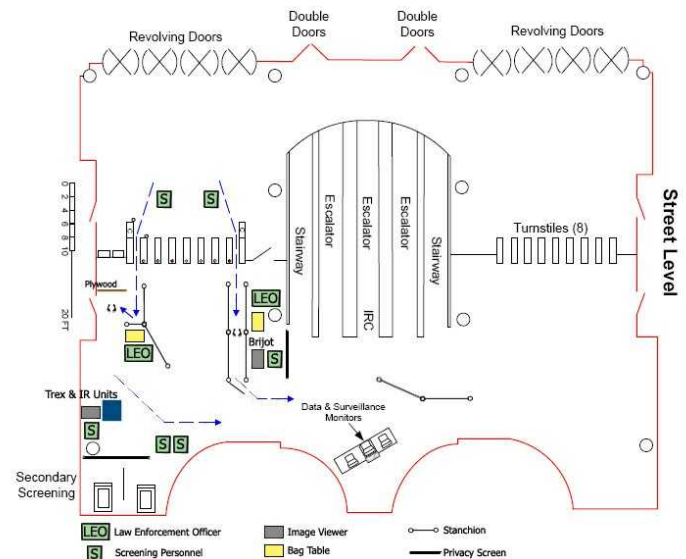 Double
Doors
Double
Doors
Revolving Doors
Revolving Doors
S
S
0
2
4
6
8
10
20 FT
Stairway
Escalator
Escalator
Escalator
Stairway
IRC
Turnstiles (8)
Street Level
Plywood
LEO
LEO
Brijot
S
Trex & IR Units
S
S
S
Data & Surveillance
Monitors
Secondary
Screening
LEO Law Enforcement Officer
Image Viewer
Stanchion
S Screening Personnel
Bag Table
Privacy Screen